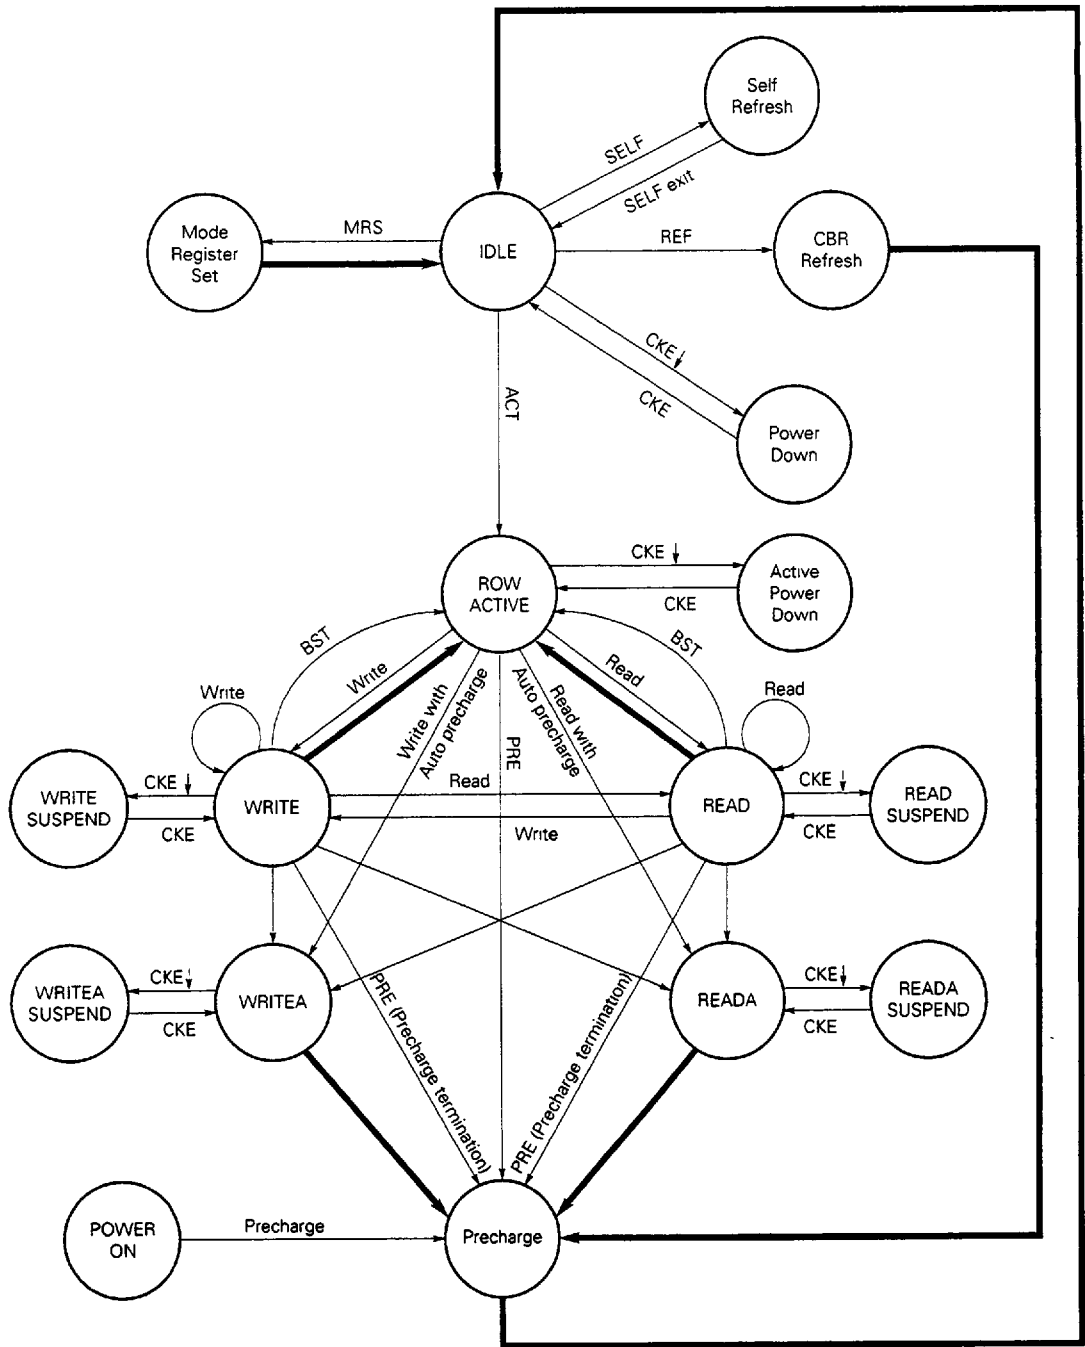 Self
Refresh
SELF
SELF exit
Mode
Register
Set
MRS
IDLE
REF
CBR
Refresh
CKE↓
CKE
Power
Down
ACT
ROW
ACTIVE
CKE ↓
CKE
Active
Power
Down
BST
BST
Write
Read
Write
Write with
Auto precharge
PRE
Read with
Auto precharge
Read
WRITE
SUSPEND
CKE ↓
CKE
WRITE
Read
Write
READ
CKE ↓
CKE
READ
SUSPEND
WRITEA
SUSPEND
CKE↓
CKE
WRITEA
PRE (Precharge termination)
PRE (Precharge termination)
READA
CKE↓
CKE
READA
SUSPEND
POWER
ON
Precharge
Precharge